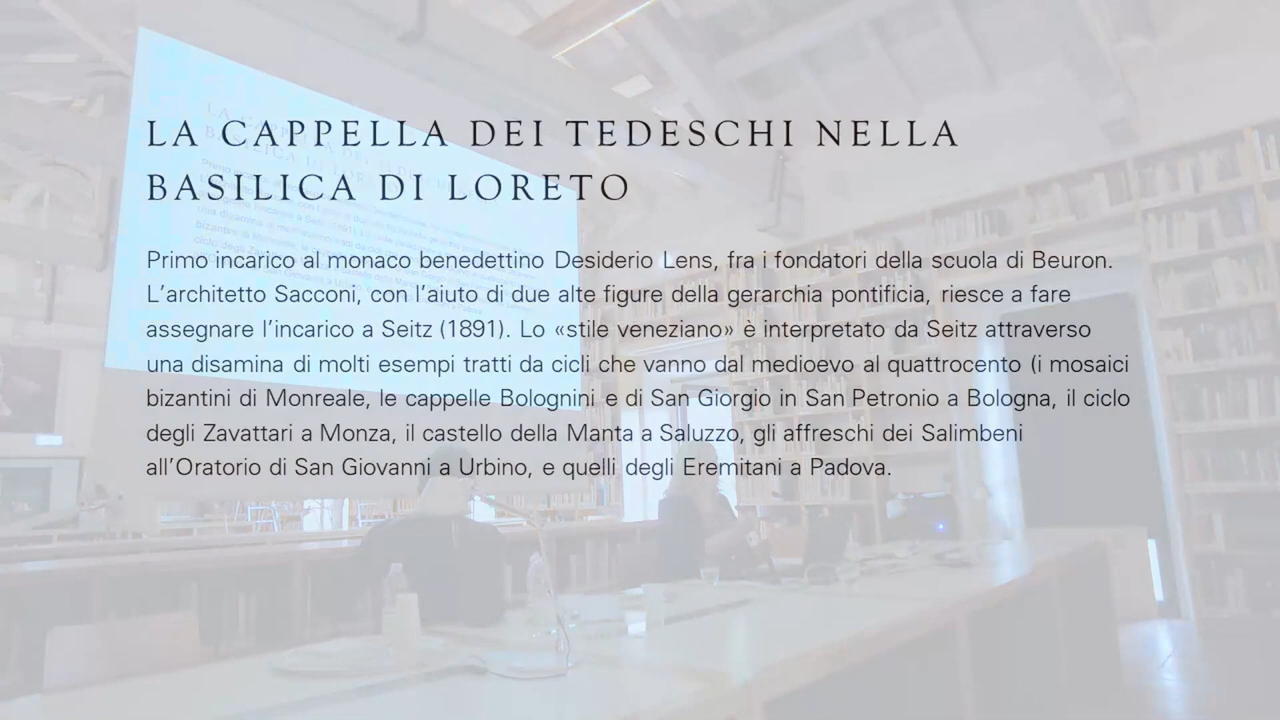 LA CAPPELLA DEI TEDESCHI NELLA
BASILICA DI LORETO
Primo incarico al monaco benedettino Desiderio Lens, fra i fondatori della scuola di Beuron.
L’architetto Sacconi, con l’aiuto di due alte figure della gerarchia pontificia, riesce a fare
assegnare l’incarico a Seitz (1891). Lo «stile veneziano» è interpretato da Seitz attraverso
una disamina di molti esempi tratti da cicli che vanno dal medioevo al quattrocento (i mosaici
bizantini di Monreale, le cappelle Bolognini e di San Giorgio in San Petronio a Bologna, il ciclo
degli Zavattari a Monza, il castello della Manta a Saluzzo, gli affreschi dei Salimbeni
all’Oratorio di San Giovanni a Urbino, e quelli degli Eremitani a Padova.